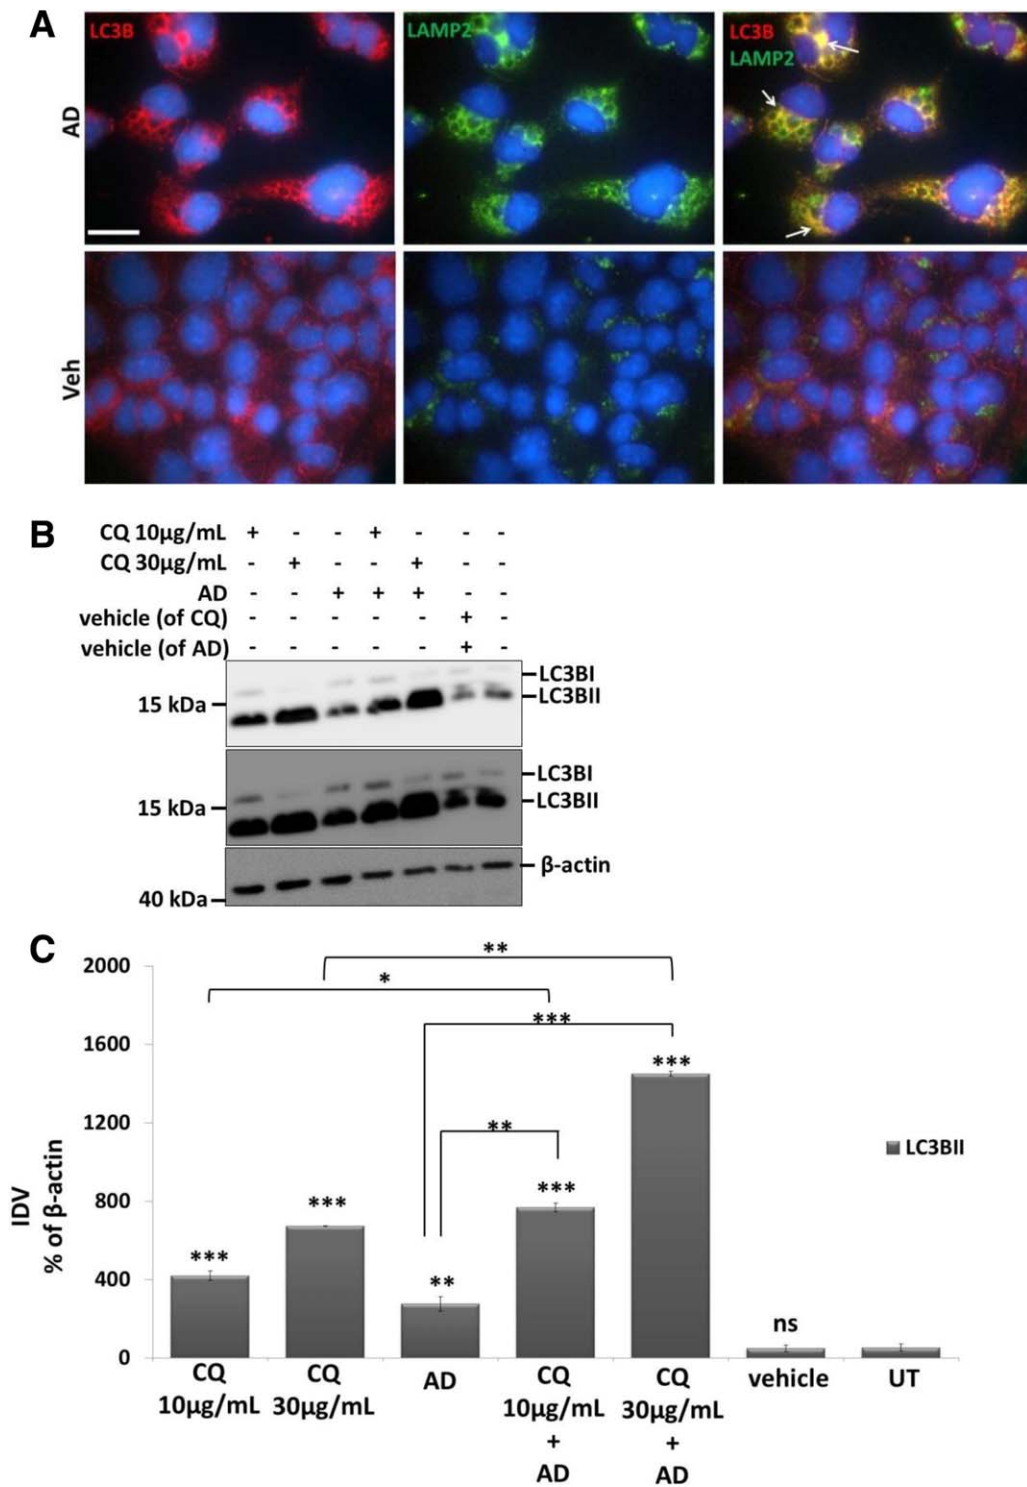 A
LC3B
LAMP2
LC3B
LAMP2
AD
Veh
B
CQ 10µg/mL + - - + - - -
CQ 30µg/mL - + - - + - -
AD - - + + + - -
vehicle (of CQ) - - - - - + -
vehicle (of AD) - - - - - + -
LC3BI
15 kDa
LC3BII
LC3BI
15 kDa
LC3BII
β-actin
40 kDa
C
2000
1600
1200
800
400
0
IDV
% of β-actin
**
*
***
***
**
***
***
***
**
ns
LC3BII
CQ
10µg/mL
CQ
30µg/mL
AD
CQ
10µg/mL
+
AD
CQ
30µg/mL
+
AD
vehicle
UT